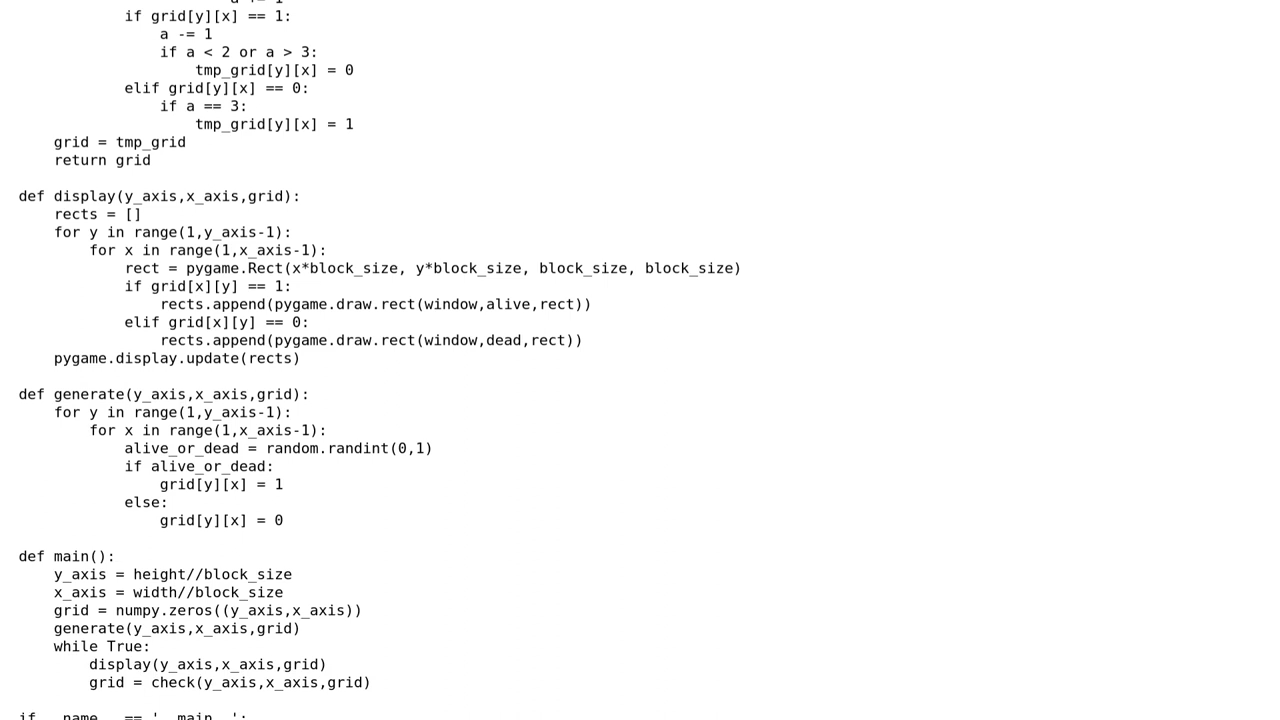 if grid[y][x] == 1:
                a -= 1
                if a < 2 or a > 3:
                    tmp_grid[y][x] = 0
            elif grid[y][x] == 0:
                if a == 3:
                    tmp_grid[y][x] = 1
    grid = tmp_grid
    return grid

def display(y_axis,x_axis,grid):
    rects = []
    for y in range(1,y_axis-1):
        for x in range(1,x_axis-1):
            rect = pygame.Rect(x*block_size, y*block_size, block_size, block_size)
            if grid[x][y] == 1:
                rects.append(pygame.draw.rect(window,alive,rect))
            elif grid[x][y] == 0:
                rects.append(pygame.draw.rect(window,dead,rect))
    pygame.display.update(rects)

def generate(y_axis,x_axis,grid):
    for y in range(1,y_axis-1):
        for x in range(1,x_axis-1):
            alive_or_dead = random.randint(0,1)
            if alive_or_dead:
                grid[y][x] = 1
            else:
                grid[y][x] = 0

def main():
    y_axis = height//block_size
    x_axis = width//block_size
    grid = numpy.zeros((y_axis,x_axis))
    generate(y_axis,x_axis,grid)
    while True:
        display(y_axis,x_axis,grid)
        grid = check(y_axis,x_axis,grid)

if __name__ == '__main__':